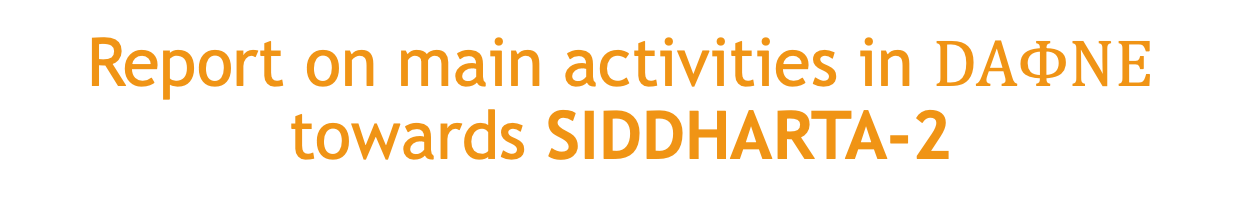 Report on main activities in DAΦNE
towards SIDDHARTA-2